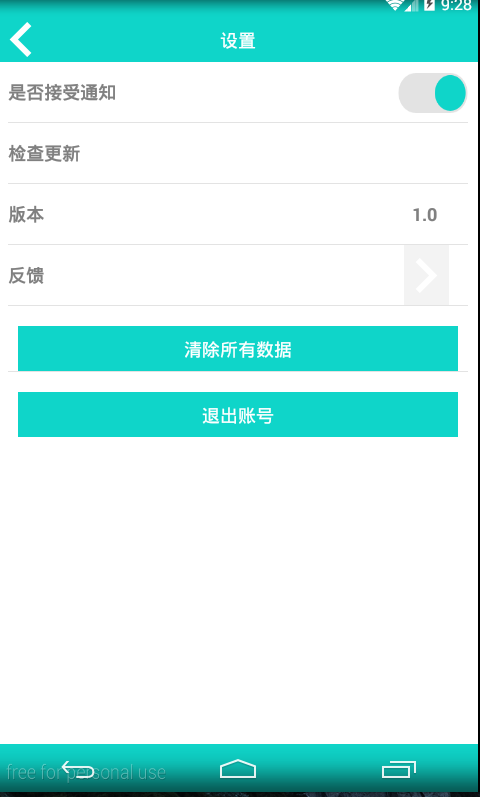 9:28
设置
是否接受通知
检查更新
版本 1.0
反馈
清除所有数据
退出账号
free for personal use